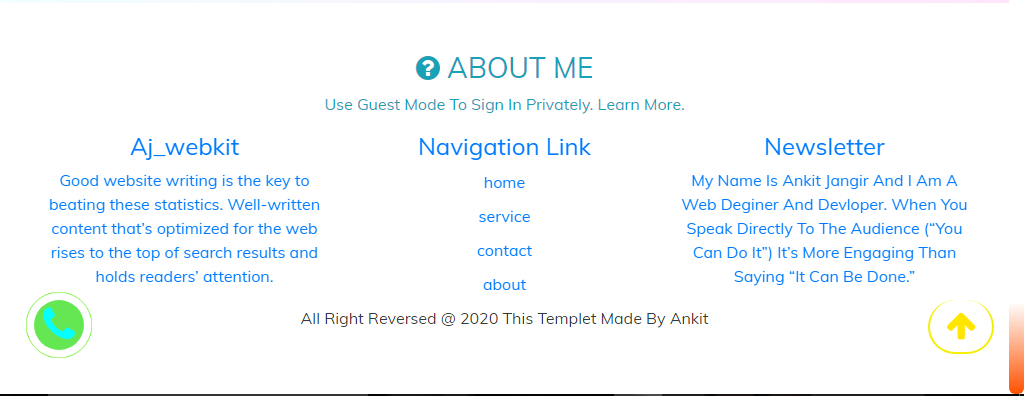 ABOUT ME
Use Guest Mode To Sign In Privately. Learn More.
Aj_webkit
Good website writing is the key to
beating these statistics. Well-written
content that’s optimized for the web
rises to the top of search results and
holds readers’ attention.
Navigation Link
home
service
contact
about
Newsletter
My Name Is Ankit Jangir And I Am A
Web Deginer And Devloper. When You
Speak Directly To The Audience (“You
Can Do It”) It’s More Engaging Than
Saying “It Can Be Done.”
All Right Reversed @ 2020 This Templet Made By Ankit